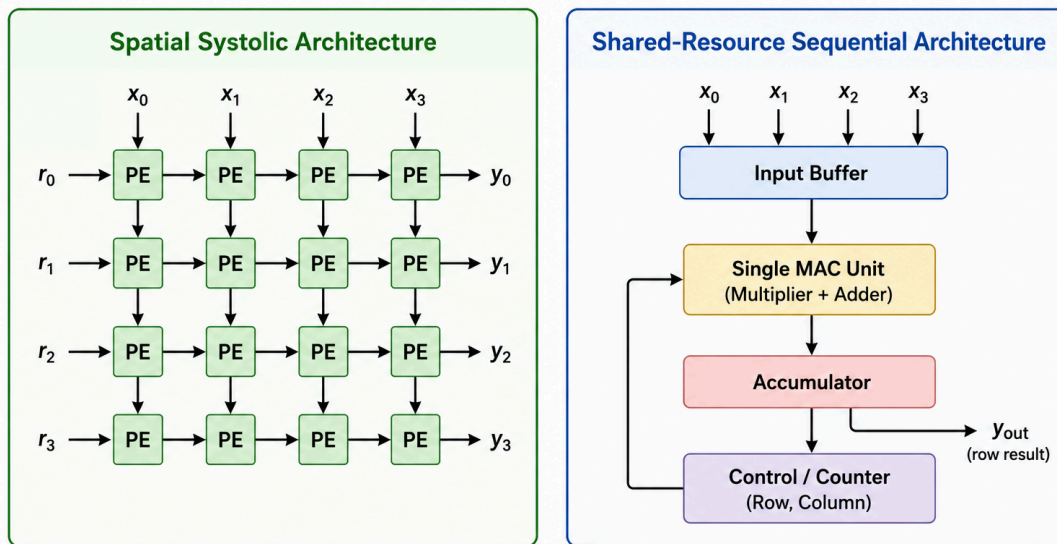 Spatial Systolic Architecture
x0 x1 x2 x3
r0 PE PE PE PE y0
r1 PE PE PE PE y1
r2 PE PE PE PE y2
r3 PE PE PE PE y3
Shared-Resource Sequential Architecture
x0 x1 x2 x3
Input Buffer
Single MAC Unit
(Multiplier + Adder)
Accumulator
yout
(row result)
Control / Counter
(Row, Column)